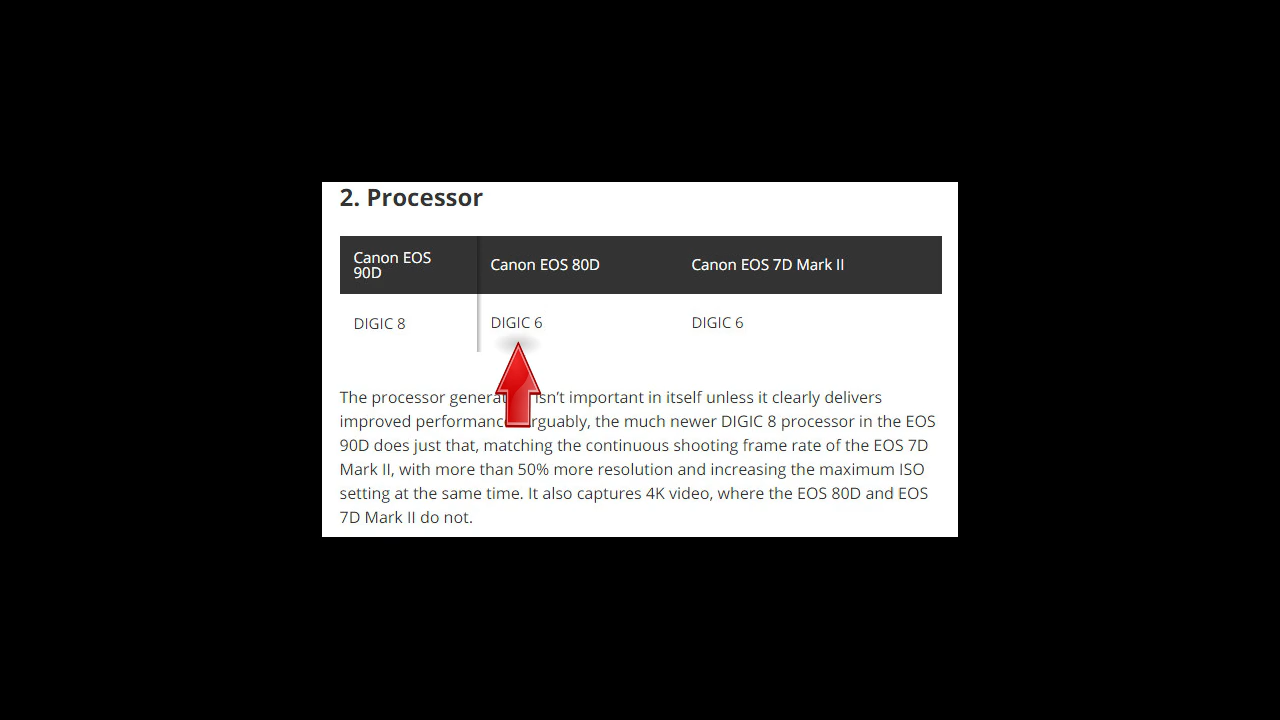 2. Processor
Canon EOS 90D
Canon EOS 80D
Canon EOS 7D Mark II
DIGIC 8
DIGIC 6
DIGIC 6
The processor isn't important in itself unless it clearly delivers
improved the much newer DIGIC 8 processor in the EOS
90D does just that, matching the continuous shooting frame rate of the EOS 7D
Mark II, with more than 50% more resolution and increasing the maximum ISO
setting at the same time. It also captures 4K video, where the EOS 80D and EOS
7D Mark II do not.